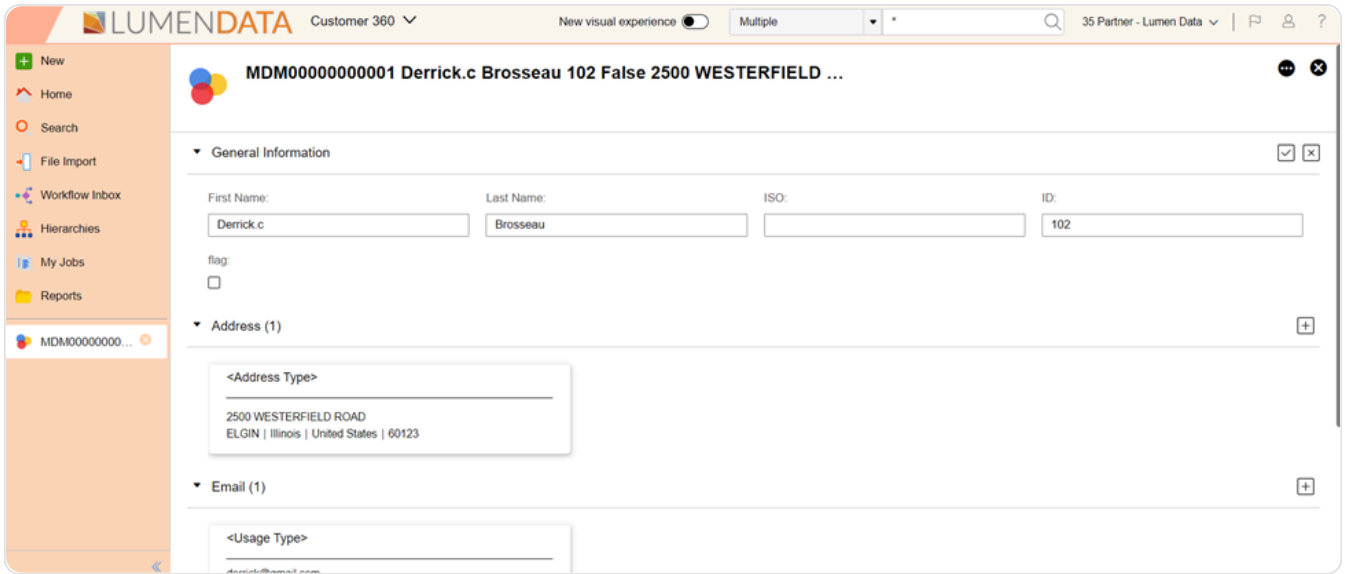 LUMENDATA Customer 360 New visual experience Multiple * 35 Partner - Lumen Data ?
New
Home
Search
File Import
Workflow Inbox
Hierarchies
My Jobs
Reports
MDM00000000...
MDM00000000001 Derrick.c Brosseau 102 False 2500 WESTERFIELD ...
General Information
First Name: Last Name: ISO: ID:
Derrick.c Brosseau 102
flag:
Address (1)
<Address Type>
2500 WESTERFIELD ROAD
ELGIN | Illinois | United States | 60123
Email (1)
<Usage Type>
derrick@gmail.com